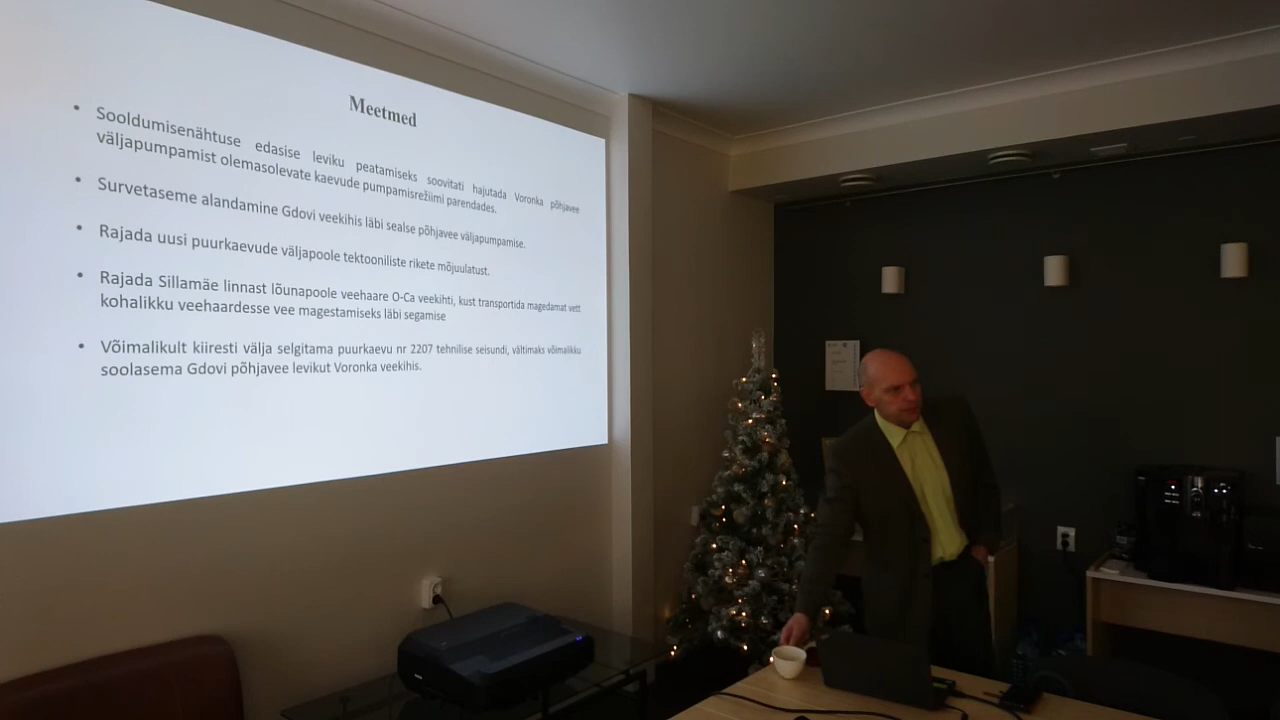 Meetmed
• Sooldumisenähtuse edasise leviku peatamiseks soovitati hajutada Voronka põhjavee
väljapumpamist olemasolevate kaevude pumpamisrežiimi parendades.
• Survetaseme alandamine Gdovi veekihis läbi sealse põhjavee väljapumpamise.
• Rajada uusi puurkaevude väljapoole tektooniliste rikete mõjuulatust.
• Rajada Sillamäe linnast lõunapoole veehaare O-Ca veekihti, kust transportida magedamat vett
kohalikku veehaardesse vee magestamiseks läbi segamise
• Võimalikult kiiresti välja selgitama puurkaevu nr 2207 tehnilise seisundi, vältimaks võimalikku
soolasema Gdovi põhjavee levikut Voronka veekihis.